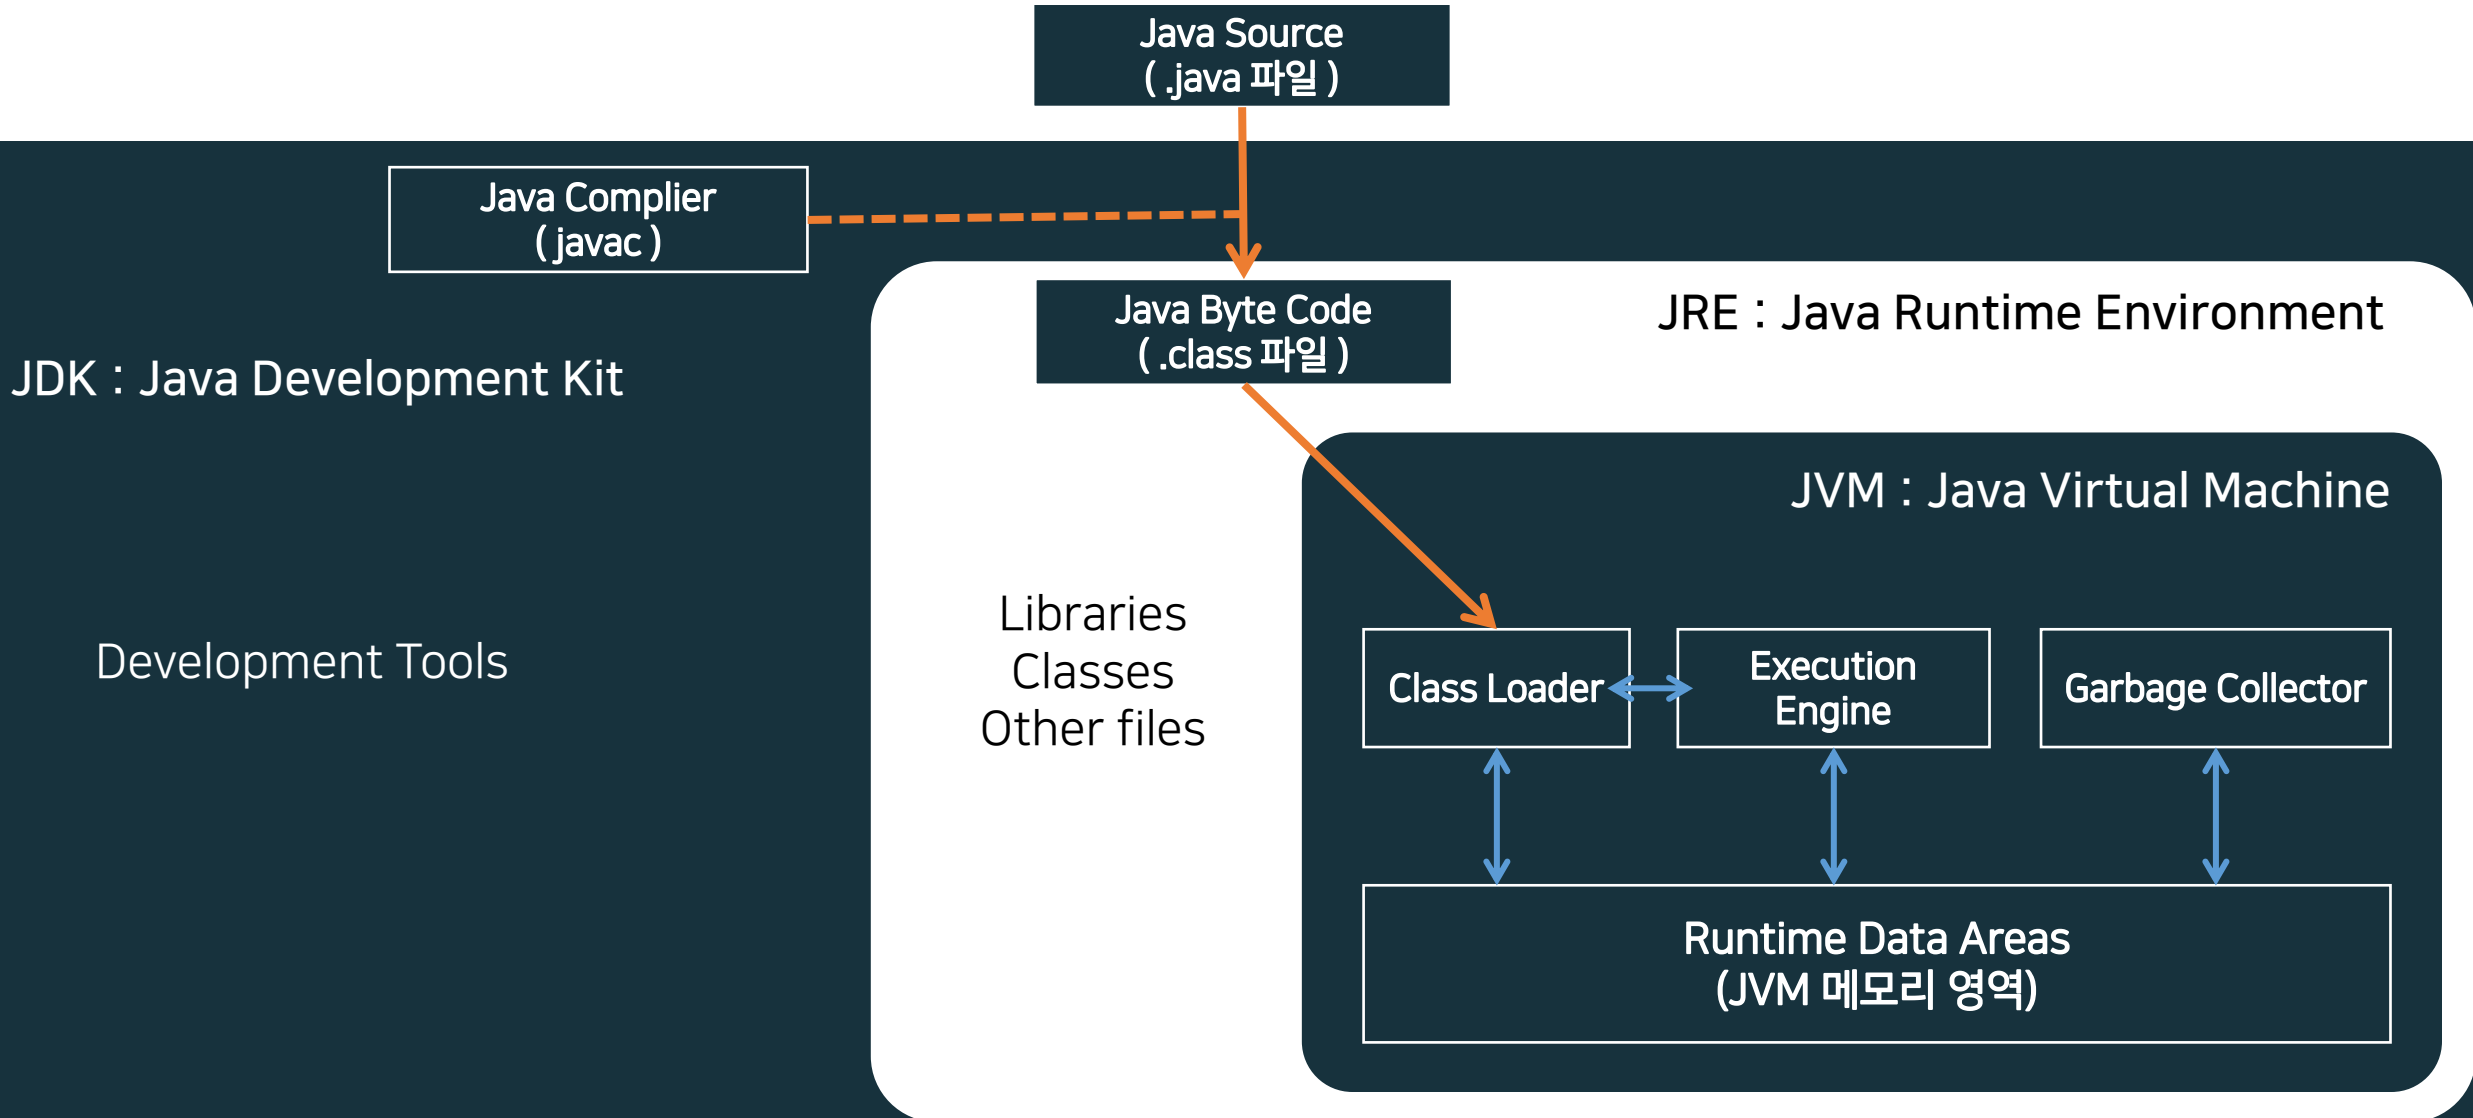 Java Source
( .java 파일 )
Java Complier
( javac )
Java Byte Code
( .class 파일 )
JRE : Java Runtime Environment
JDK : Java Development Kit
JVM : Java Virtual Machine
Development Tools
Libraries
Classes
Other files
Class Loader
Execution
Engine
Garbage Collector
Runtime Data Areas
(JVM 메모리 영역)